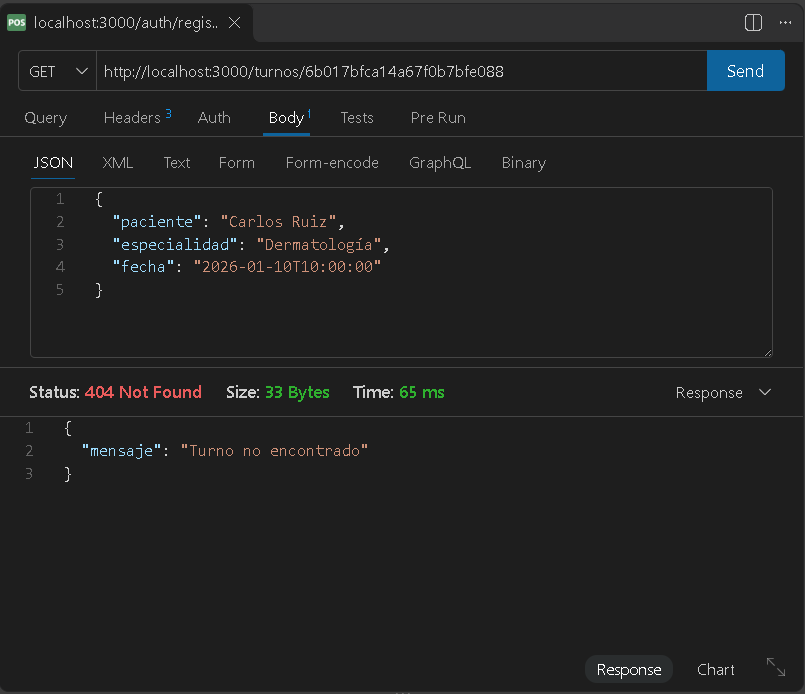 POS localhost:3000/auth/regis.. ✕ ...
GET http://localhost:3000/turnos/6b017bfca14a67f0b7bfe088 Send
Query Headers 3 Auth Body 1 Tests Pre Run
JSON XML Text Form Form-encode GraphQL Binary
1 {
2 "paciente": "Carlos Ruiz",
3 "especialidad": "Dermatología",
4 "fecha": "2026-01-10T10:00:00"
5 }
Status: 404 Not Found Size: 33 Bytes Time: 65 ms Response
1 {
2 "mensaje": "Turno no encontrado"
3 }
Response Chart